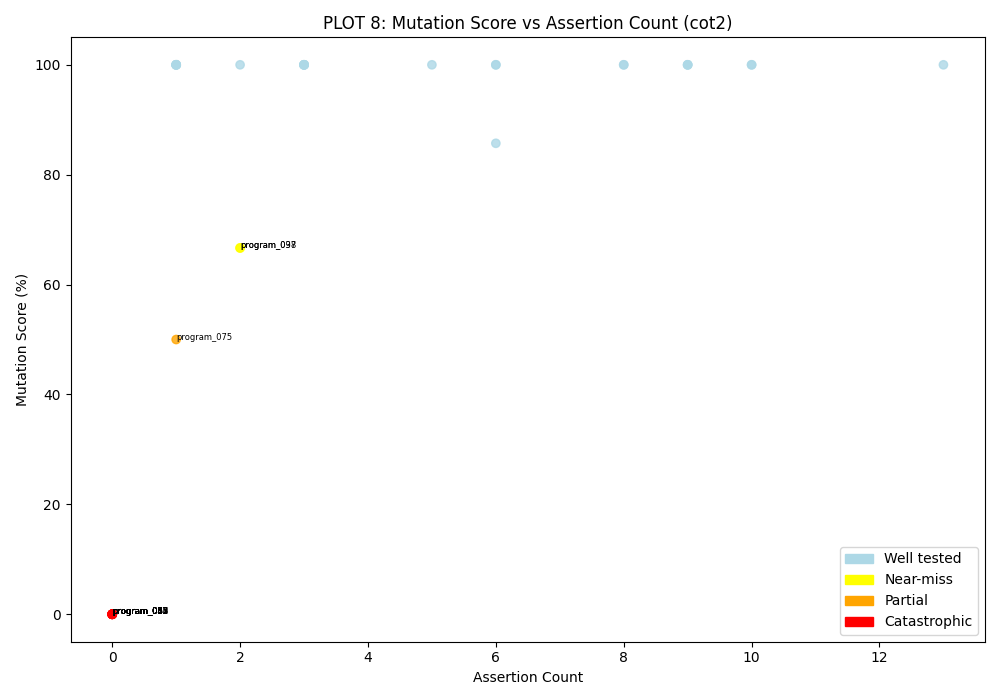 PLOT 8: Mutation Score vs Assertion Count (cot2)
100
80
60
40
20
0
Mutation Score (%)
program_075
0
2
4
6
8
10
12
Assertion Count
Well tested
Near-miss
Partial
Catastrophic